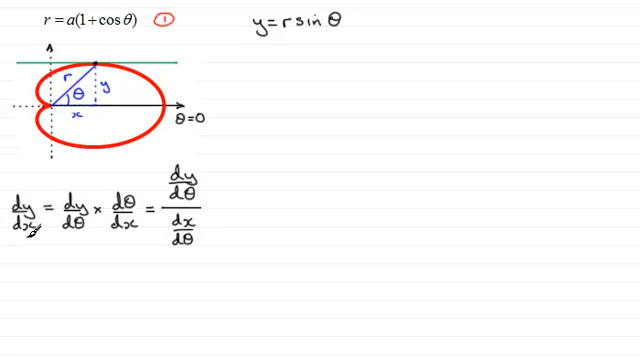 r = a(1+cos θ) ①
y = r sin θ
r
θ
y
x
θ=0
dy/dx = dy/dθ × dθ/dx = (dy/dθ)/(dx/dθ)